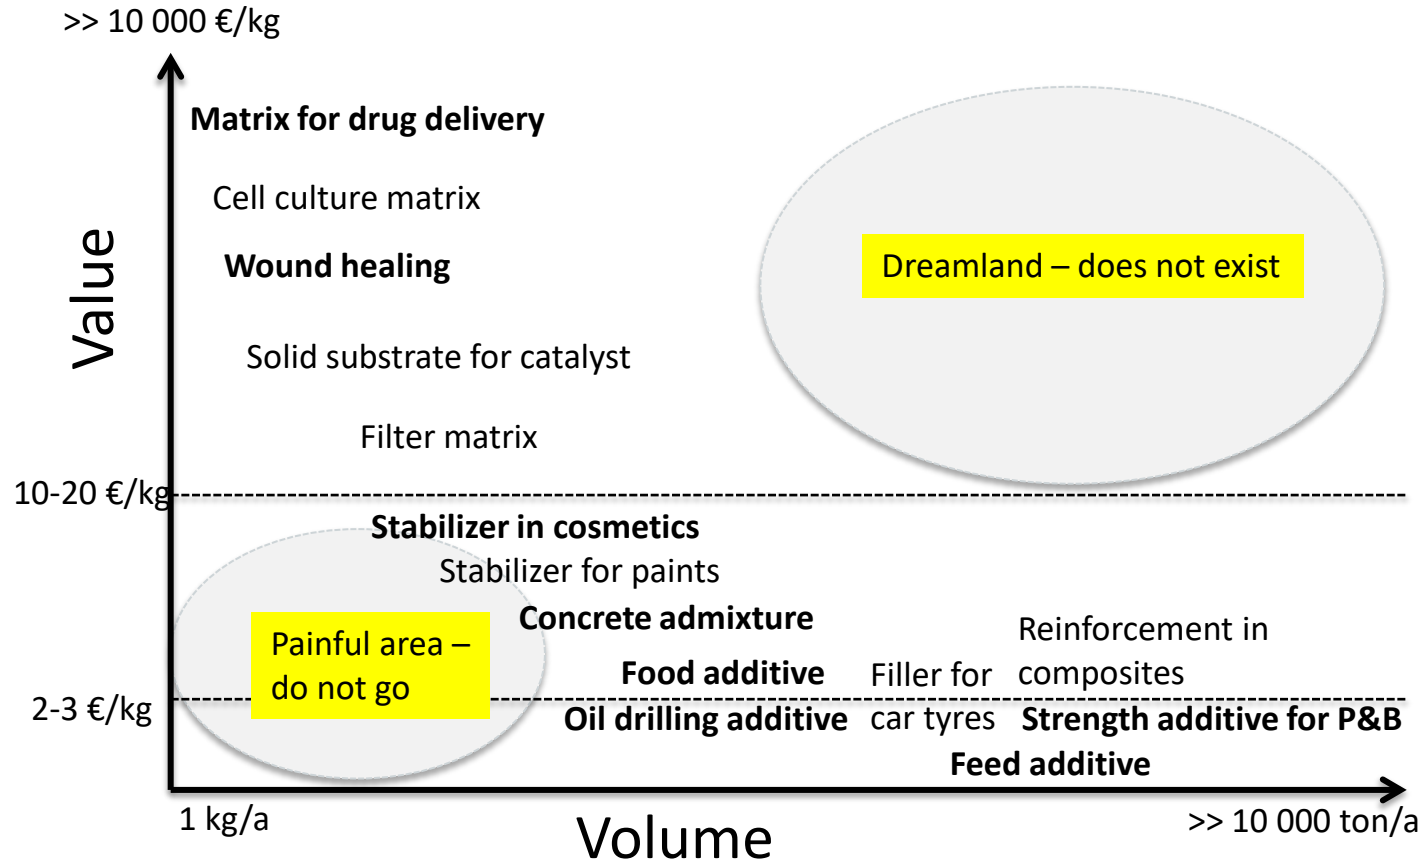 >> 10 000 €/kg
Matrix for drug delivery
Cell culture matrix
Wound healing
Value
Dreamland – does not exist
Solid substrate for catalyst
Filter matrix
10-20 €/kg
Stabilizer in cosmetics
Stabilizer for paints
Concrete admixture
Painful area –
do not go
Reinforcement in
composites
Food additive
Filler for
car tyres
2-3 €/kg
Oil drilling additive
Strength additive for P&B
Feed additive
1 kg/a
Volume
>> 10 000 ton/a